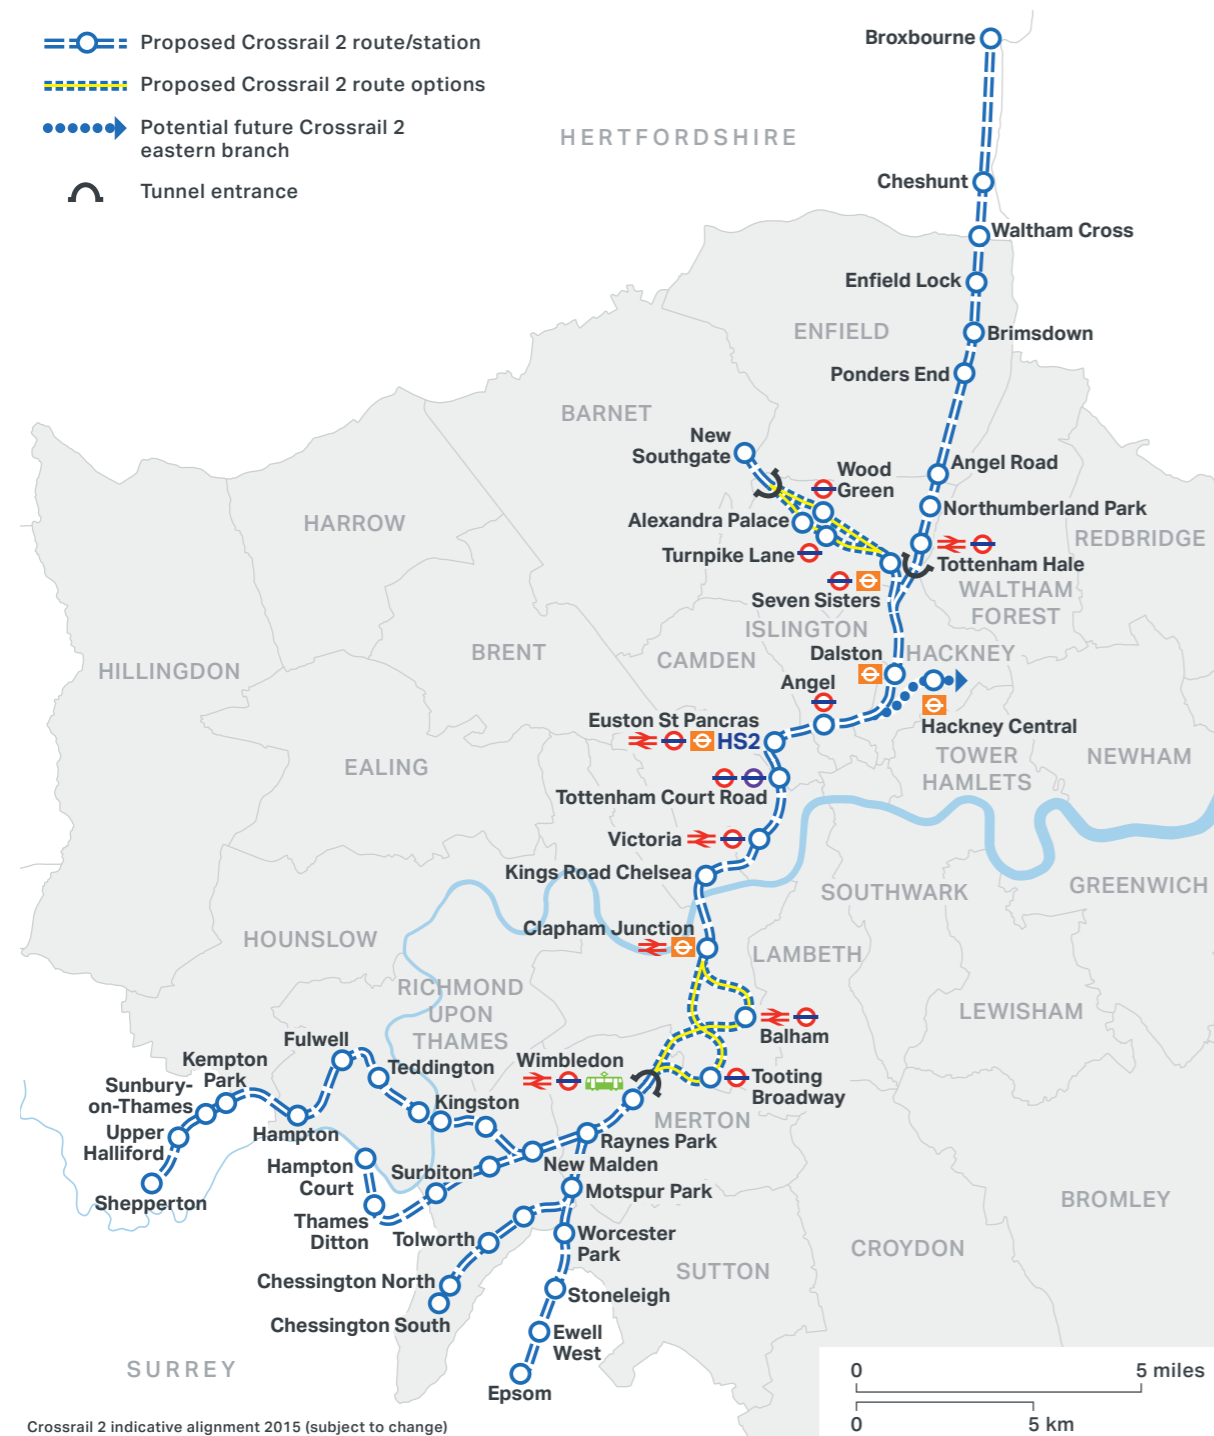 Proposed Crossrail 2 route/station
Proposed Crossrail 2 route options
Potential future Crossrail 2
eastern branch
Tunnel entrance
Broxbourne
HERTFORDSHIRE
Cheshunt
Waltham Cross
Enfield Lock
ENFIELD
Brimsdown
Ponders End
BARNET
New
Southgate
Wood
Green
Angel Road
Alexandra Palace
Northumberland Park
HARROW
REDBRIDGE
Turnpike Lane
Tottenham Hale
Seven Sisters
WALTHAM
FOREST
ISLINGTON
BRENT
CAMDEN
Dalston
HACKNEY
HILLINGDON
Angel
Euston St Pancras
HS2
Hackney Central
EALING
TOWER
HAMLETS
NEWHAM
Tottenham Court Road
Victoria
Kings Road Chelsea
SOUTHWARK
GREENWICH
Clapham Junction
HOUNSLOW
LAMBETH
RICHMOND
UPON
THAMES
LEWISHAM
Balham
Fulwell
Teddington
Wimbledon
Tooting
Broadway
Kempton
Park
Sunbury-
on-Thames
Kingston
MERTON
Upper
Halliford
Hampton
Raynes Park
Hampton
Court
Surbiton
New Malden
Shepperton
Motspur Park
BROMLEY
Thames
Ditton
Tolworth
Worcester
Park
CROYDON
SUTTON
Chessington North
Stoneleigh
Chessington South
Ewell
West
SURREY
Epsom
0
5 miles
0
5 km
Crossrail 2 indicative alignment 2015 (subject to change)